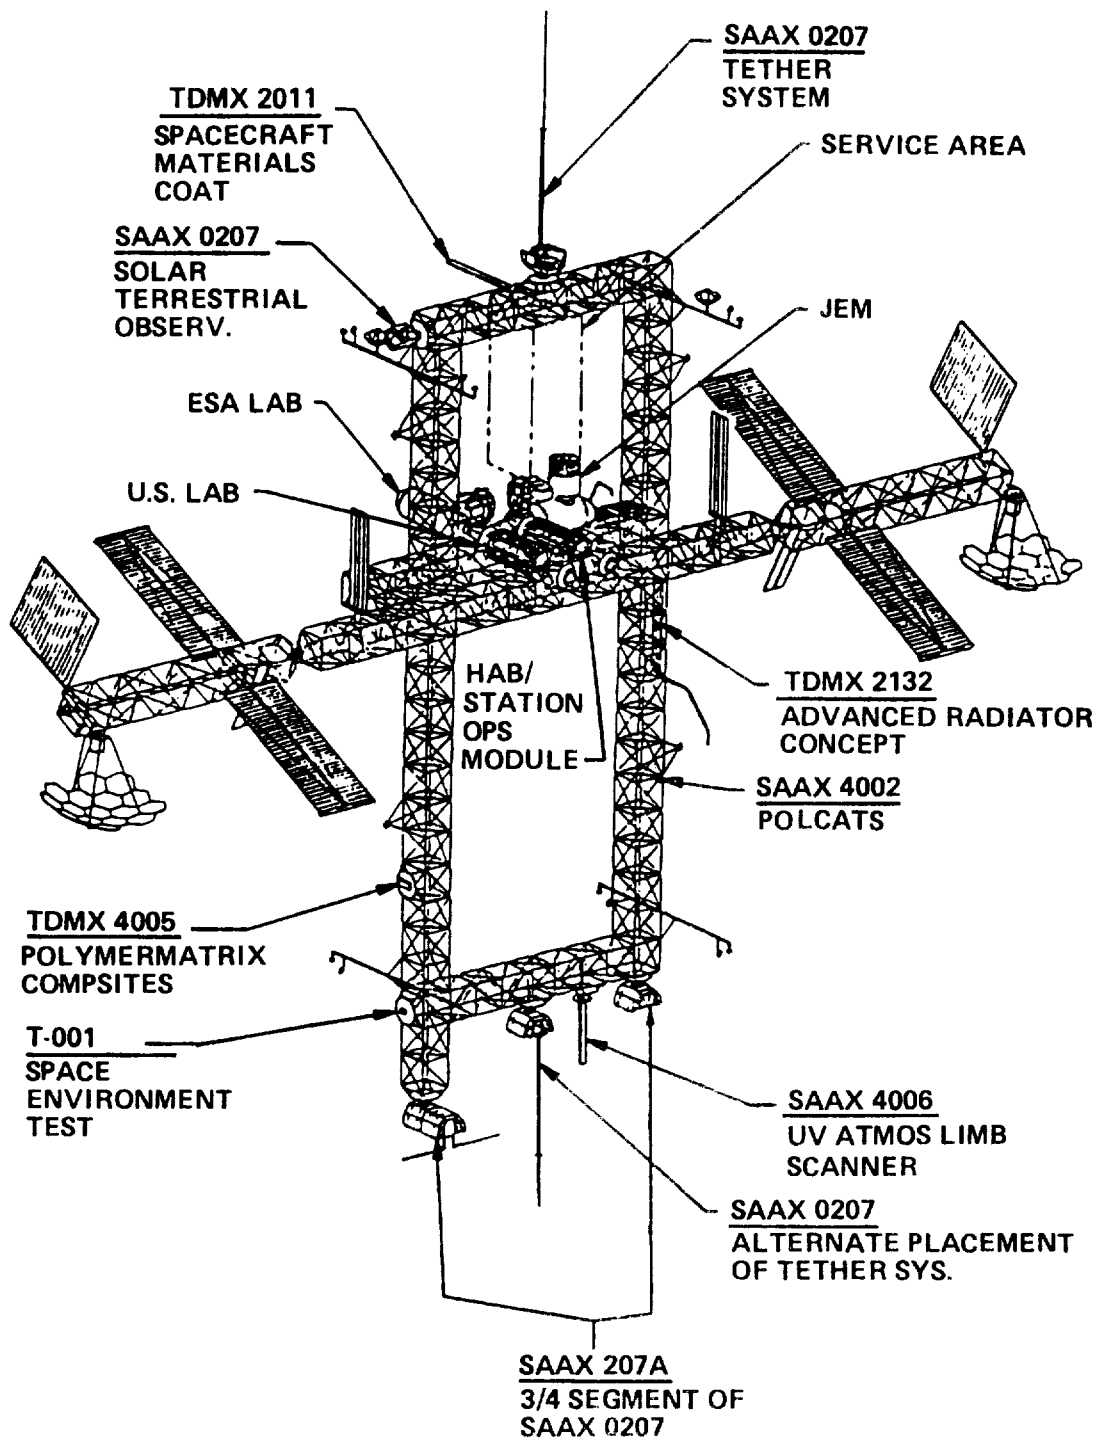 SAAX 0207
TETHER
SYSTEM
TDMX 2011
SPACECRAFT
MATERIALS
COAT
SERVICE AREA
SAAX 0207
SOLAR
TERRESTRIAL
OBSERV.
JEM
ESA LAB
U.S. LAB
HAB/
STATION
OPS
MODULE
TDMX 2132
ADVANCED RADIATOR
CONCEPT
SAAX 4002
POLCATS
TDMX 4005
POLYMERMATRIX
COMPSITES
T-001
SPACE
ENVIRONMENT
TEST
SAAX 4006
UV ATMOS LIMB
SCANNER
SAAX 0207
ALTERNATE PLACEMENT
OF TETHER SYS.
SAAX 207A
3/4 SEGMENT OF
SAAX 0207